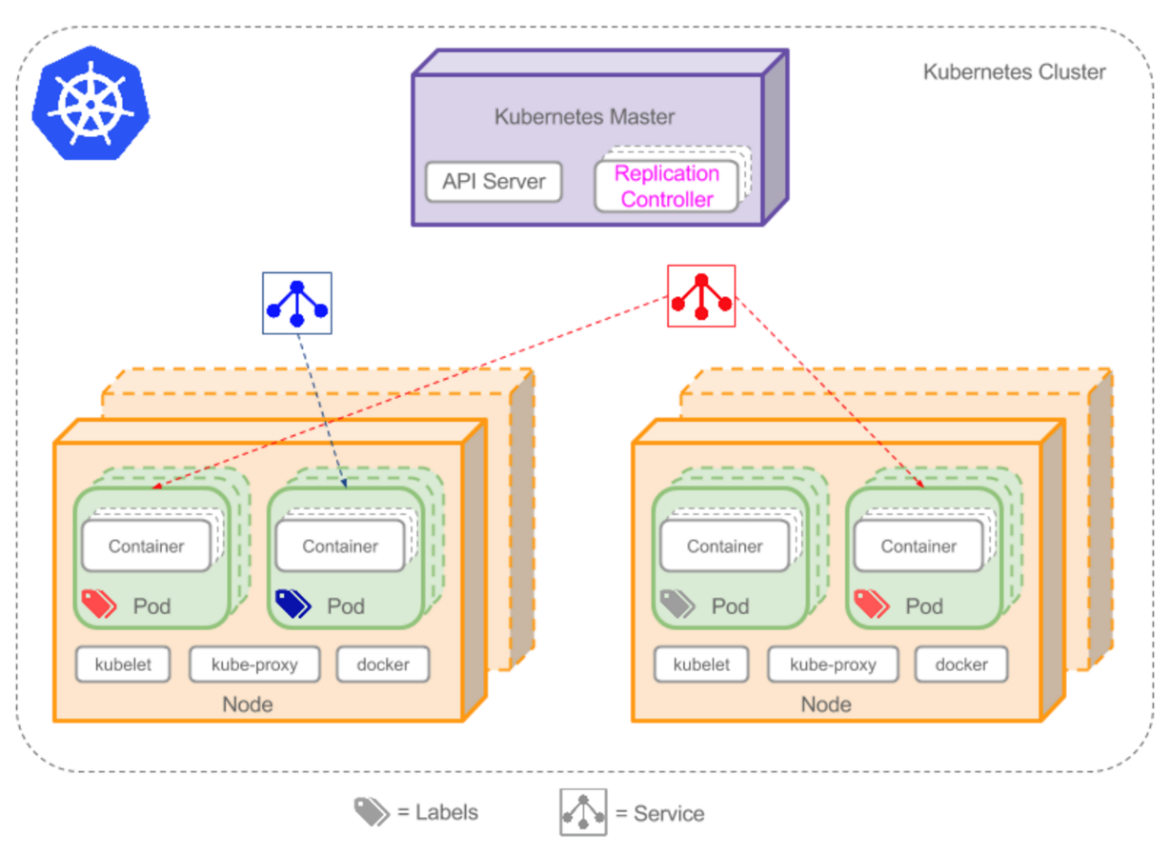 Kubernetes Cluster
Kubernetes Master
API Server
Replication
Controller
Container
Container
Pod
Pod
kubelet
kube-proxy
docker
Node
Container
Container
Pod
Pod
kubelet
kube-proxy
docker
Node
= Labels
= Service